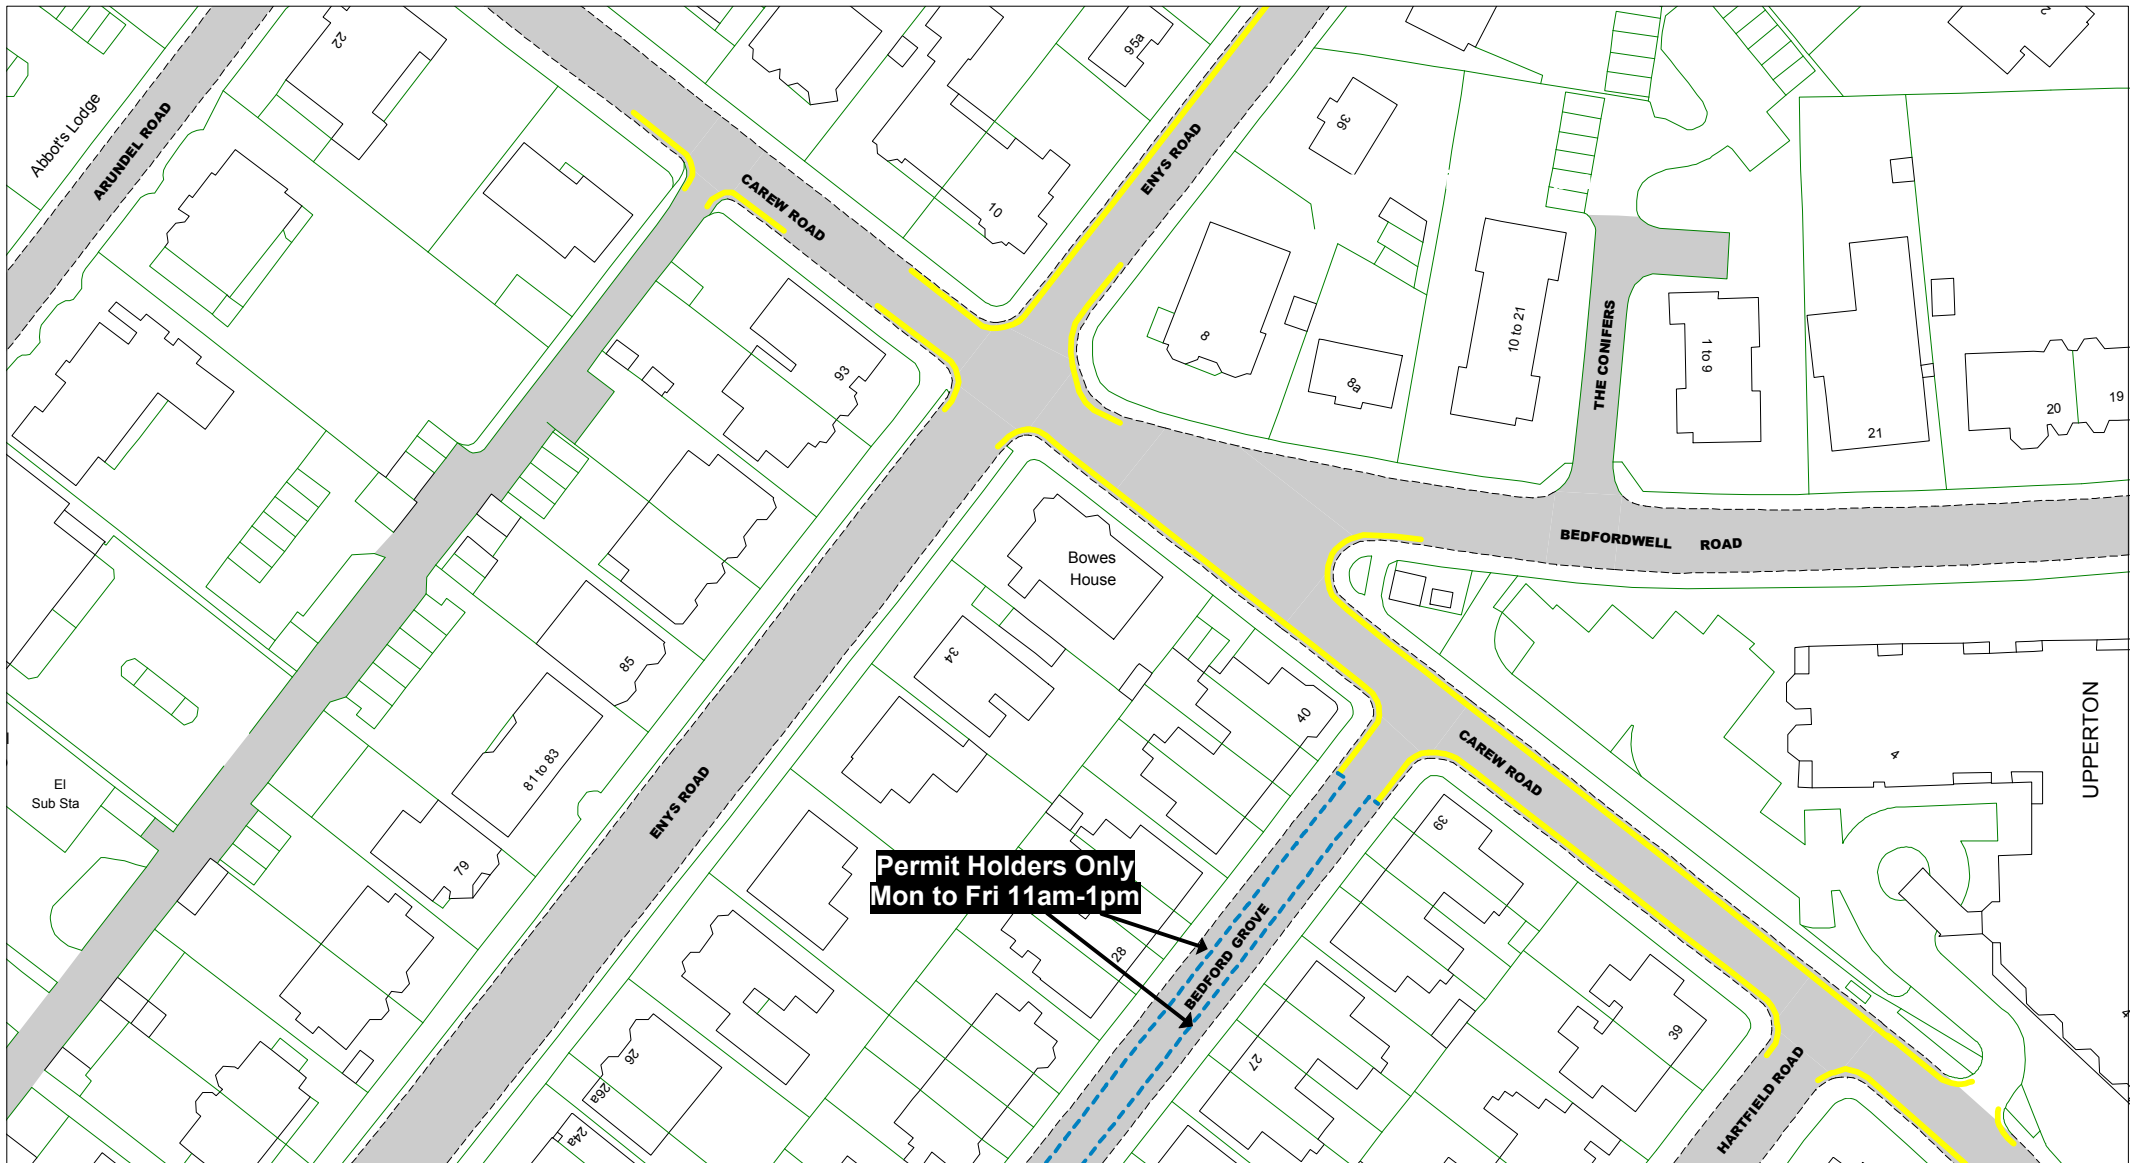 22
95a
2
Abbot's Lodge
ARUNDEL ROAD
36
ENYS ROAD
CAREW ROAD
10
8
10 to 21
THE CONIFERS
1 to 9
93
8a
21
20
19
BEDFORDWELL ROAD
Bowes
House
34
85
40
UPPERTON
4
CAREW ROAD
El
Sub Sta
81 to 83
ENYS ROAD
39
79
Permit Holders Only
Mon to Fri 11am-1pm
28
BEDFORD GROVE
27
39
26
26a
24a
HARTFIELD ROAD
4